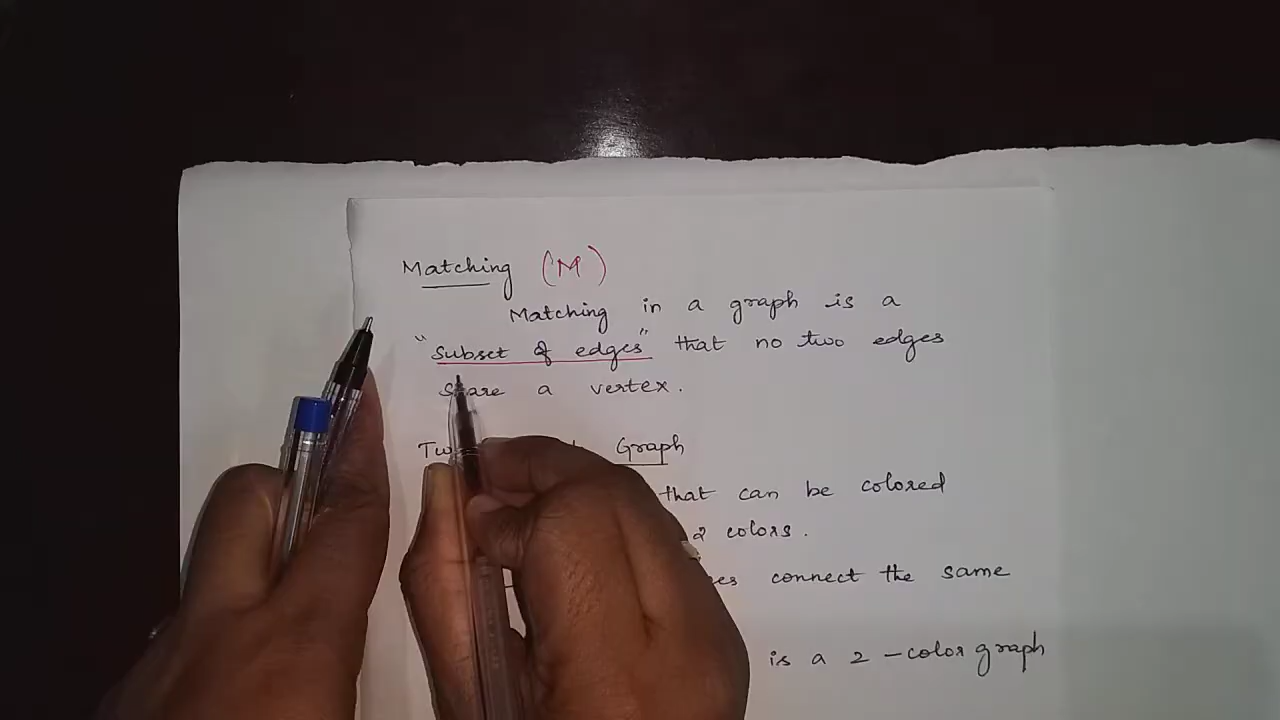 Matching (M)
Matching in a graph is a
"subset of edges" that no two edges
share a vertex.
Graph
that can be colored
2 colors.
connect the same
is a 2-color graph